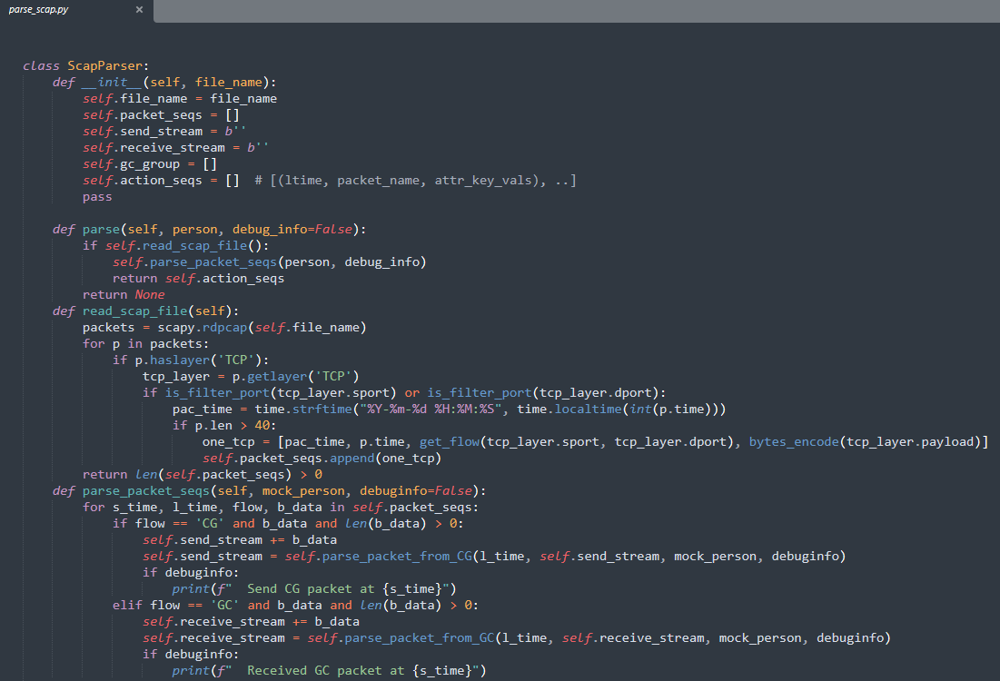 parse_scap.py ×
class ScapParser:
    def __init__(self, file_name):
        self.file_name = file_name
        self.packet_seqs = []
        self.send_stream = b''
        self.receive_stream = b''
        self.gc_group = []
        self.action_seqs = []  # [(ltime, packet_name, attr_key_vals), ..]
        pass

    def parse(self, person, debug_info=False):
        if self.read_scap_file():
            self.parse_packet_seqs(person, debug_info)
            return self.action_seqs
        return None
    def read_scap_file(self):
        packets = scapy.rdpcap(self.file_name)
        for p in packets:
            if p.haslayer('TCP'):
                tcp_layer = p.getlayer('TCP')
                if is_filter_port(tcp_layer.sport) or is_filter_port(tcp_layer.dport):
                    pac_time = time.strftime("%Y-%m-%d %H:%M:%S", time.localtime(int(p.time)))
                    if p.len > 40:
                        one_tcp = [pac_time, p.time, get_flow(tcp_layer.sport, tcp_layer.dport), bytes_encode(tcp_layer.payload)]
                        self.packet_seqs.append(one_tcp)
        return len(self.packet_seqs) > 0
    def parse_packet_seqs(self, mock_person, debuginfo=False):
        for s_time, l_time, flow, b_data in self.packet_seqs:
            if flow == 'CG' and b_data and len(b_data) > 0:
                self.send_stream += b_data
                self.send_stream = self.parse_packet_from_CG(l_time, self.send_stream, mock_person, debuginfo)
                if debuginfo:
                    print(f"  Send CG packet at {s_time}")
            elif flow == 'GC' and b_data and len(b_data) > 0:
                self.receive_stream += b_data
                self.receive_stream = self.parse_packet_from_GC(l_time, self.receive_stream, mock_person, debuginfo)
                if debuginfo:
                    print(f"  Received GC packet at {s_time}")